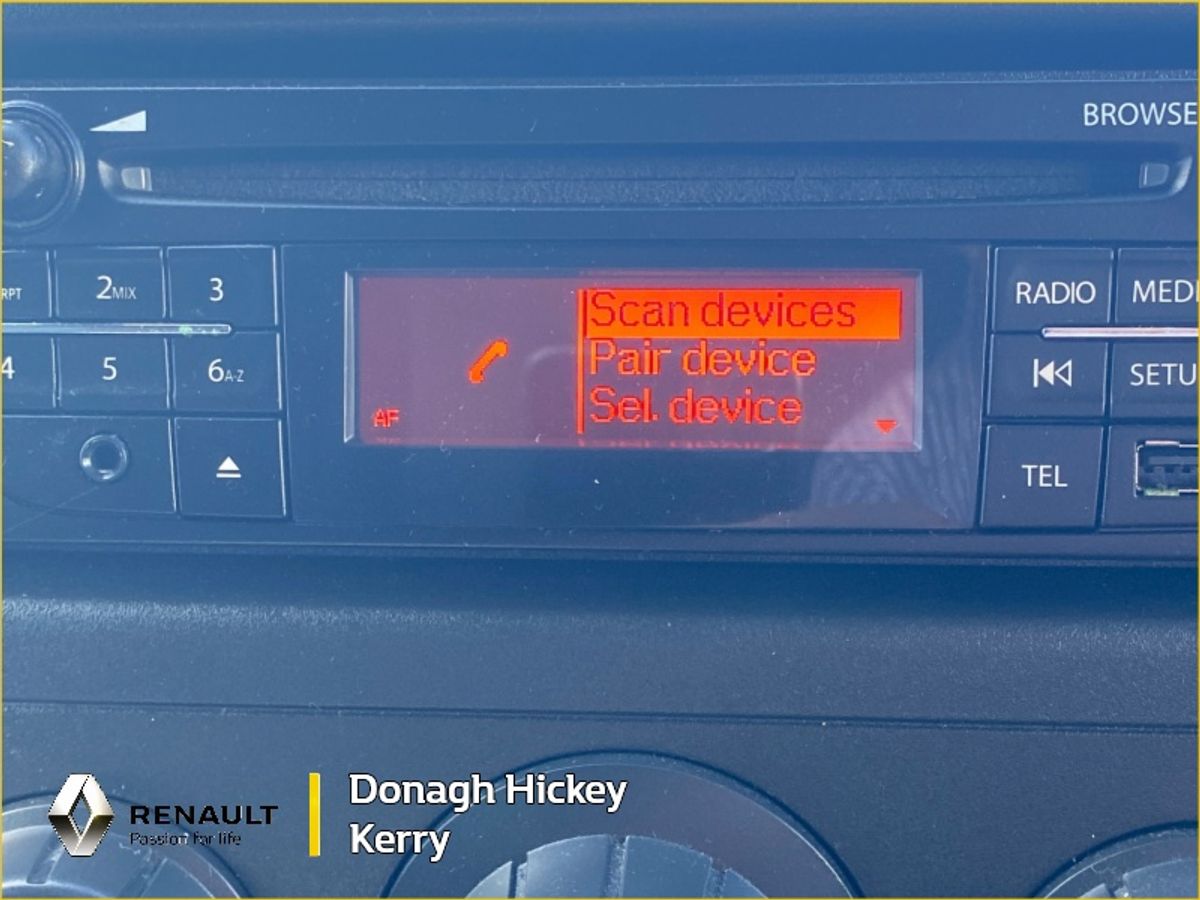 BROWSE
RPT
2MIX
3
RADIO
MEDI
Scan devices
Pair device
Sel. device
AF
4
5
6A-Z
SETU
TEL
RENAULT
Passion for life
Donagh Hickey
Kerry